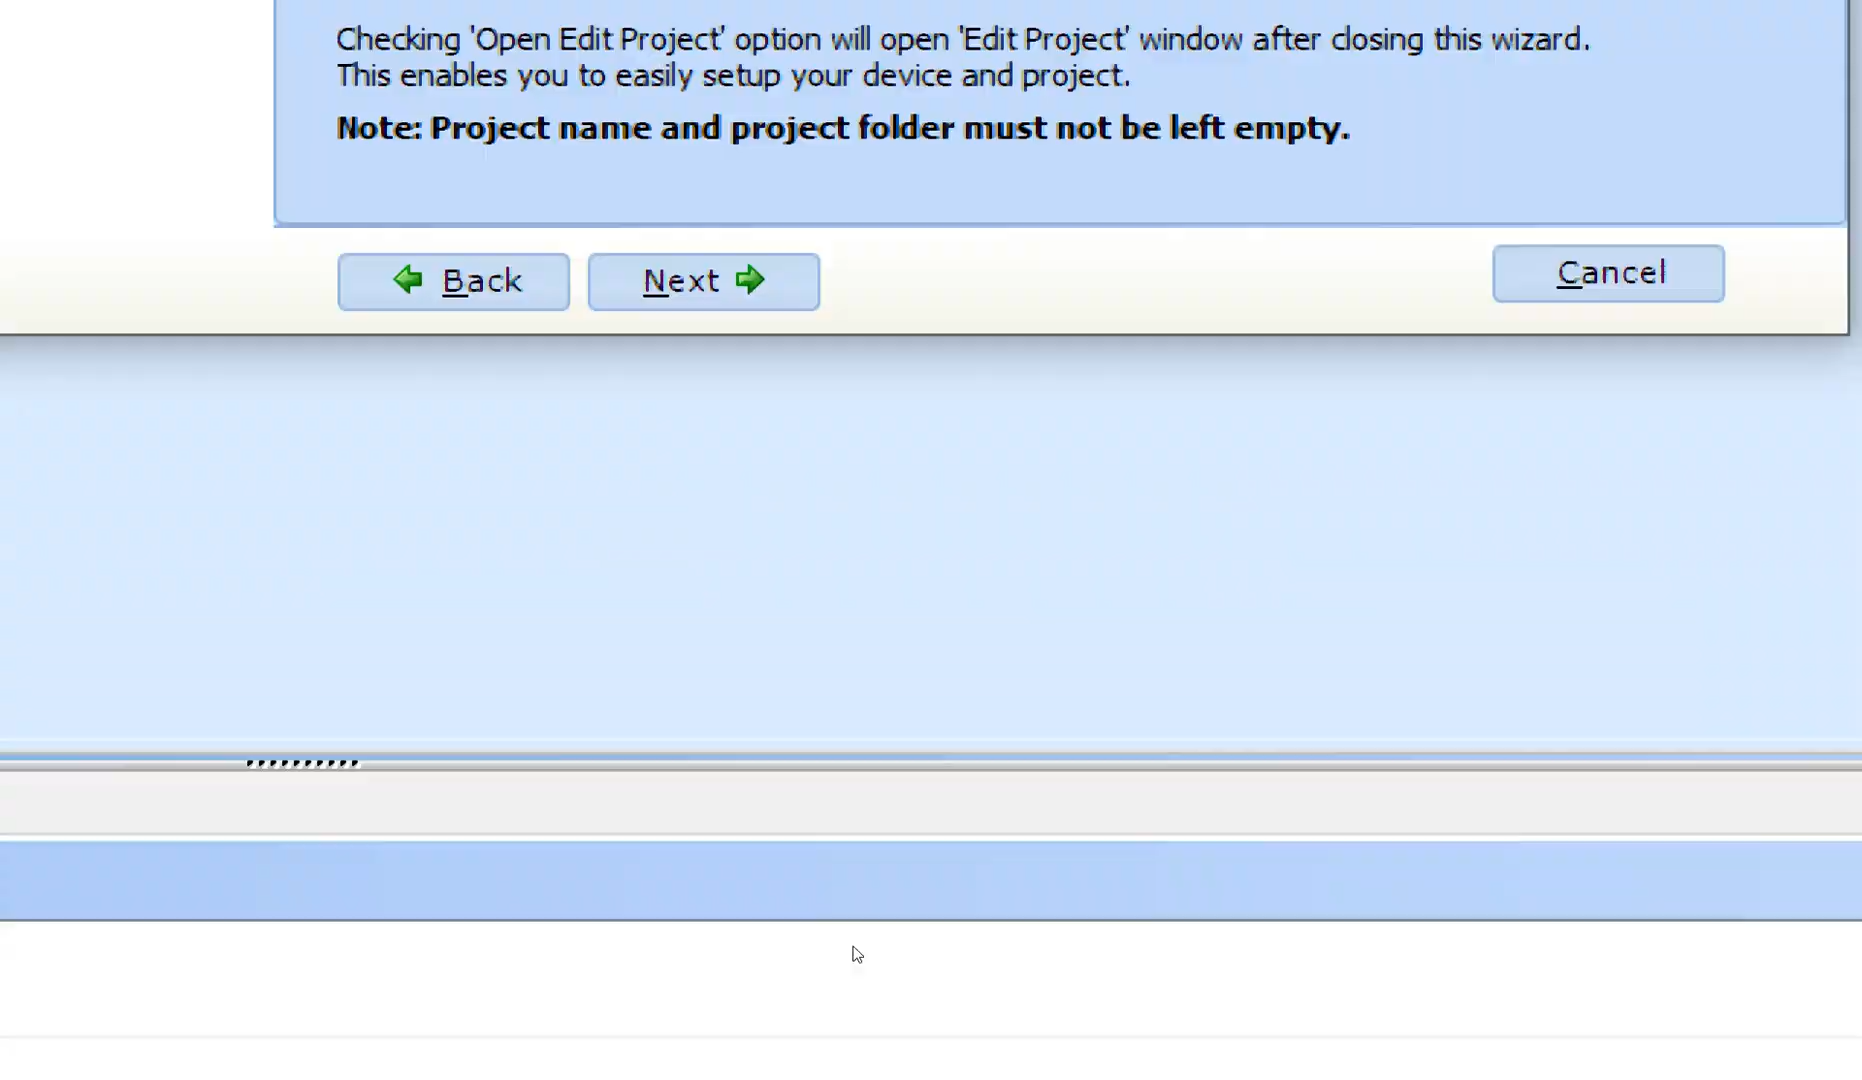 Checking 'Open Edit Project' option will open 'Edit Project' window after closing this wizard.
This enables you to easily setup your device and project.
Note: Project name and project folder must not be left empty.
Back Next Cancel